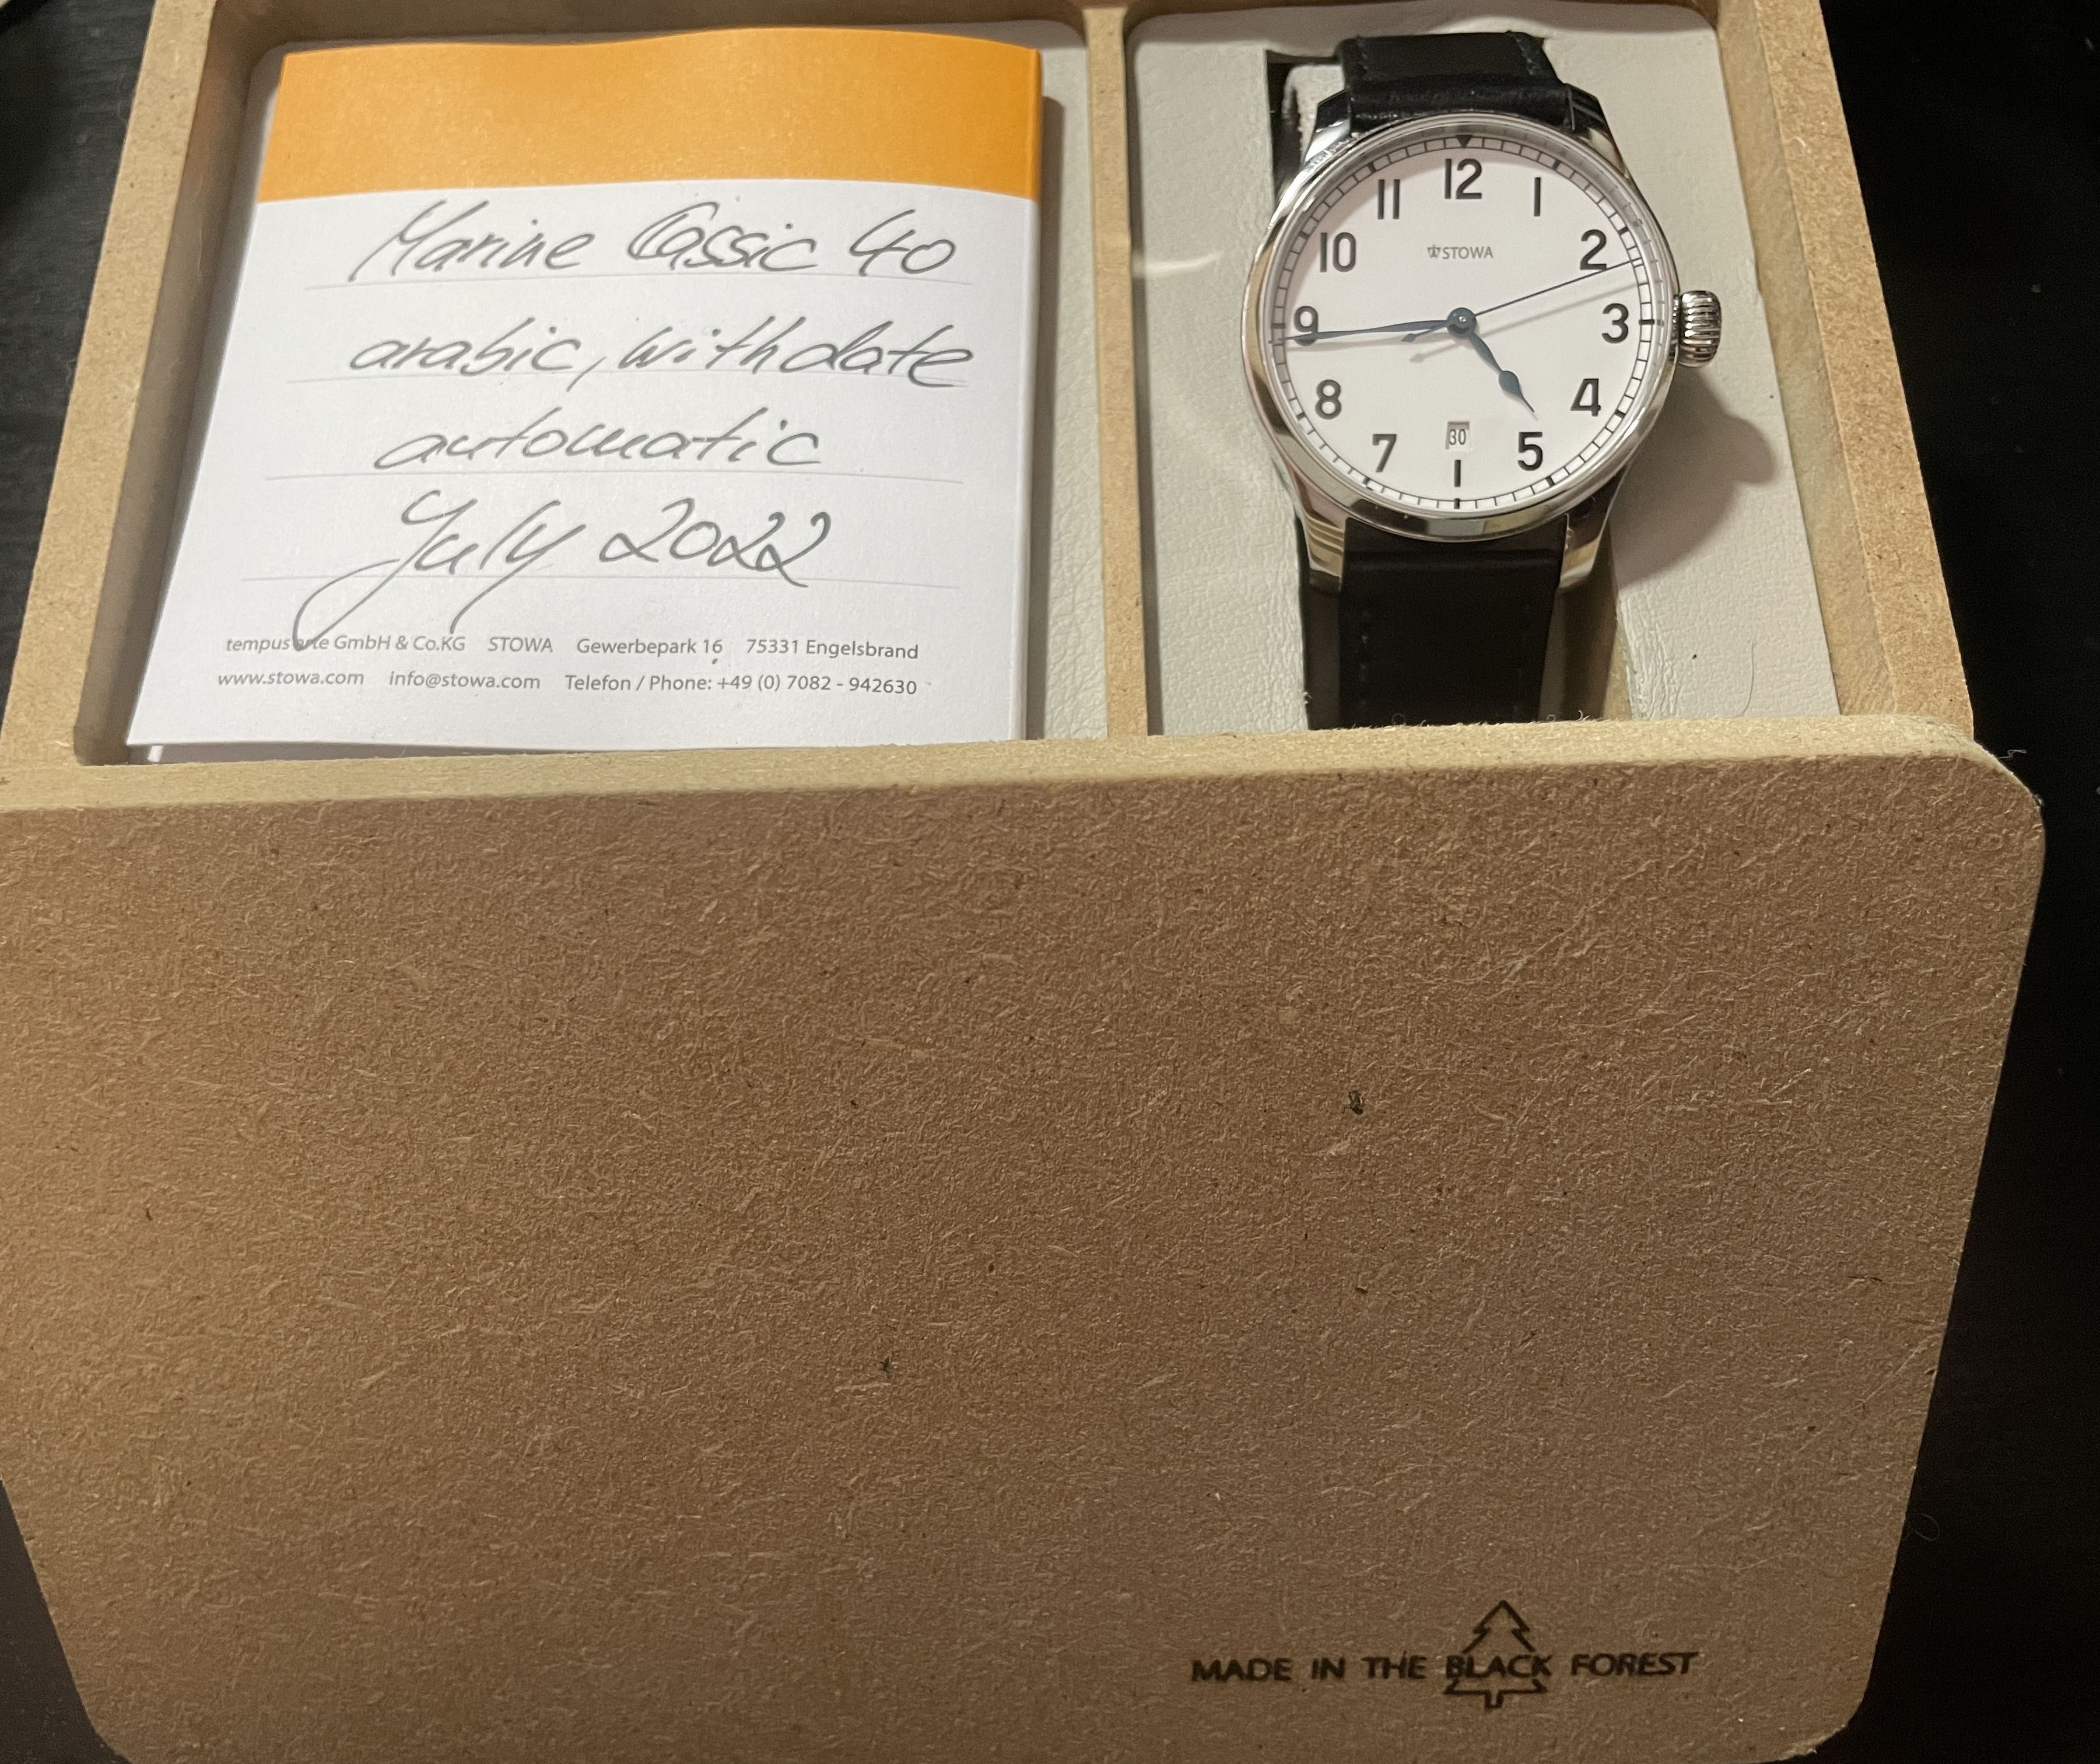 Marine Classic 40
arabic, with date
automatic
July 2022
tempus arte GmbH & Co.KG STOWA Gewerbepark 16 75331 Engelsbrand
www.stowa.com info@stowa.com Telefon / Phone: +49 (0) 7082 - 942630
12
11 1
10 2
STOWA
9 3
8 4
30
7 5
MADE IN THE BLACK FOREST